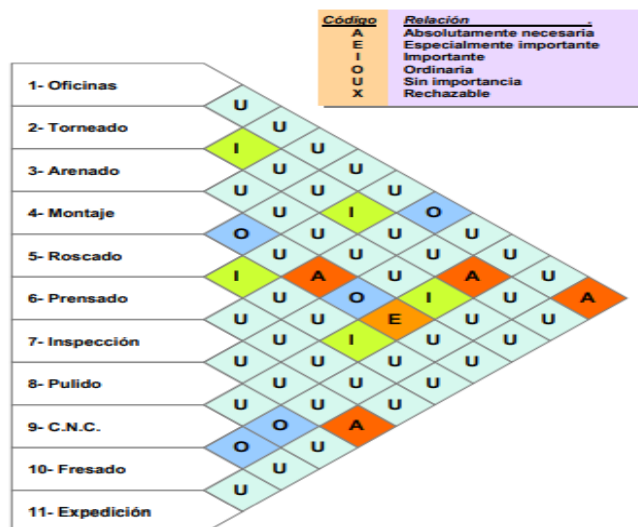 Código Relación .
A Absolutamente necesaria
E Especialmente importante
I Importante
O Ordinaria
U Sin importancia
X Rechazable
1- Oficinas
U
2- Torneado U
I U
U U
3- Arenado
U U U
4- Montaje U I O
O U U U
5- Roscado U U U U
I A U A U
6- Prensado U O I U A
U U E U U
7- Inspección U I U U
U U U U
8- Pulido U U U
U U U
9- C.N.C. O A
O U
10- Fresado U
U
11- Expedición